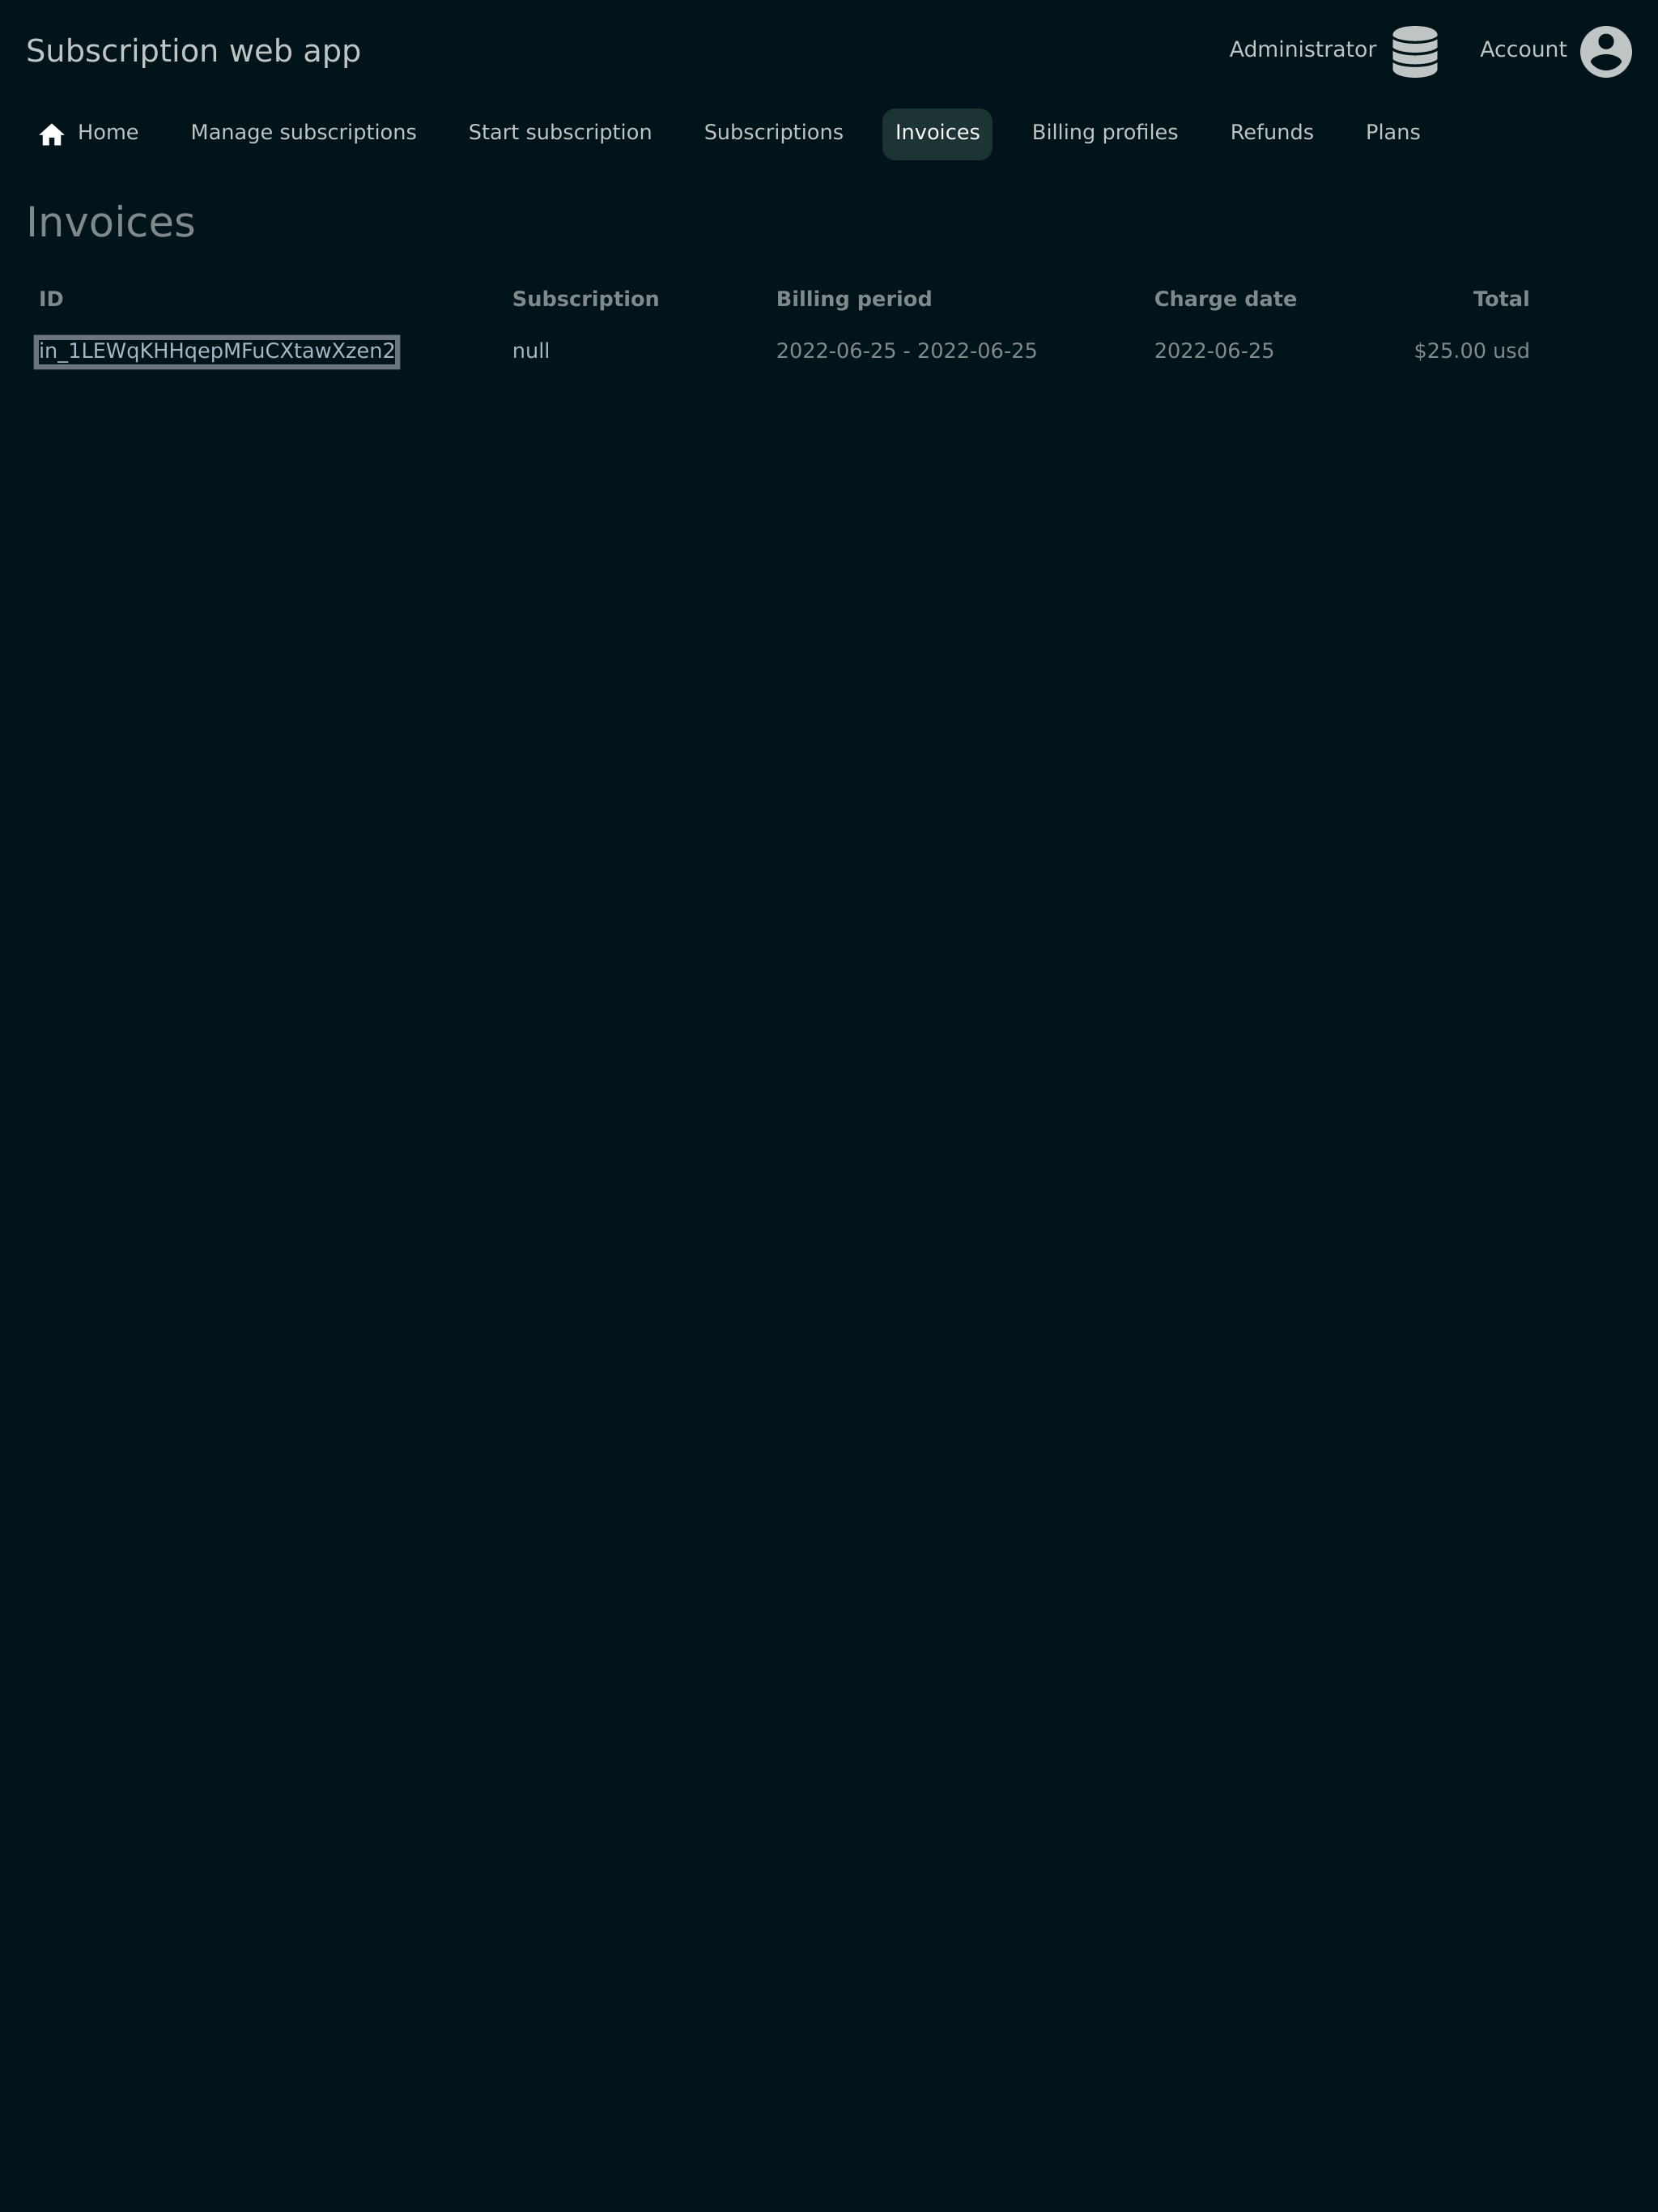 Subscription web app Administrator Account
Home Manage subscriptions Start subscription Subscriptions Invoices Billing profiles Refunds Plans
Invoices
ID Subscription Billing period Charge date Total
in_1LEWqKHHqepMFuCXtawXzen2 null 2022-06-25 - 2022-06-25 2022-06-25 $25.00 usd